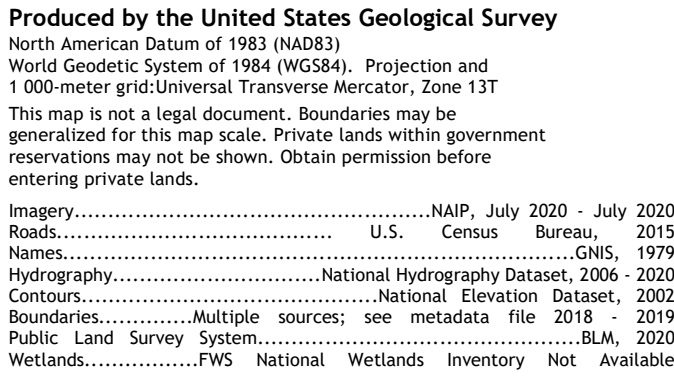 Produced by the United States Geological Survey
North American Datum of 1983 (NAD83)
World Geodetic System of 1984 (WGS84). Projection and
1 000-meter grid:Universal Transverse Mercator, Zone 13T
This map is not a legal document. Boundaries may be
generalized for this map scale. Private lands within government
reservations may not be shown. Obtain permission before
entering private lands.
Imagery.....................................................NAIP, July 2020 - July 2020
Roads........................................ U.S. Census Bureau, 2015
Names............................................................................GNIS, 1979
Hydrography...............................National Hydrography Dataset, 2006 - 2020
Contours............................................National Elevation Dataset, 2002
Boundaries..............Multiple sources; see metadata file 2018 - 2019
Public Land Survey System................................................BLM, 2020
Wetlands.................FWS National Wetlands Inventory Not Available